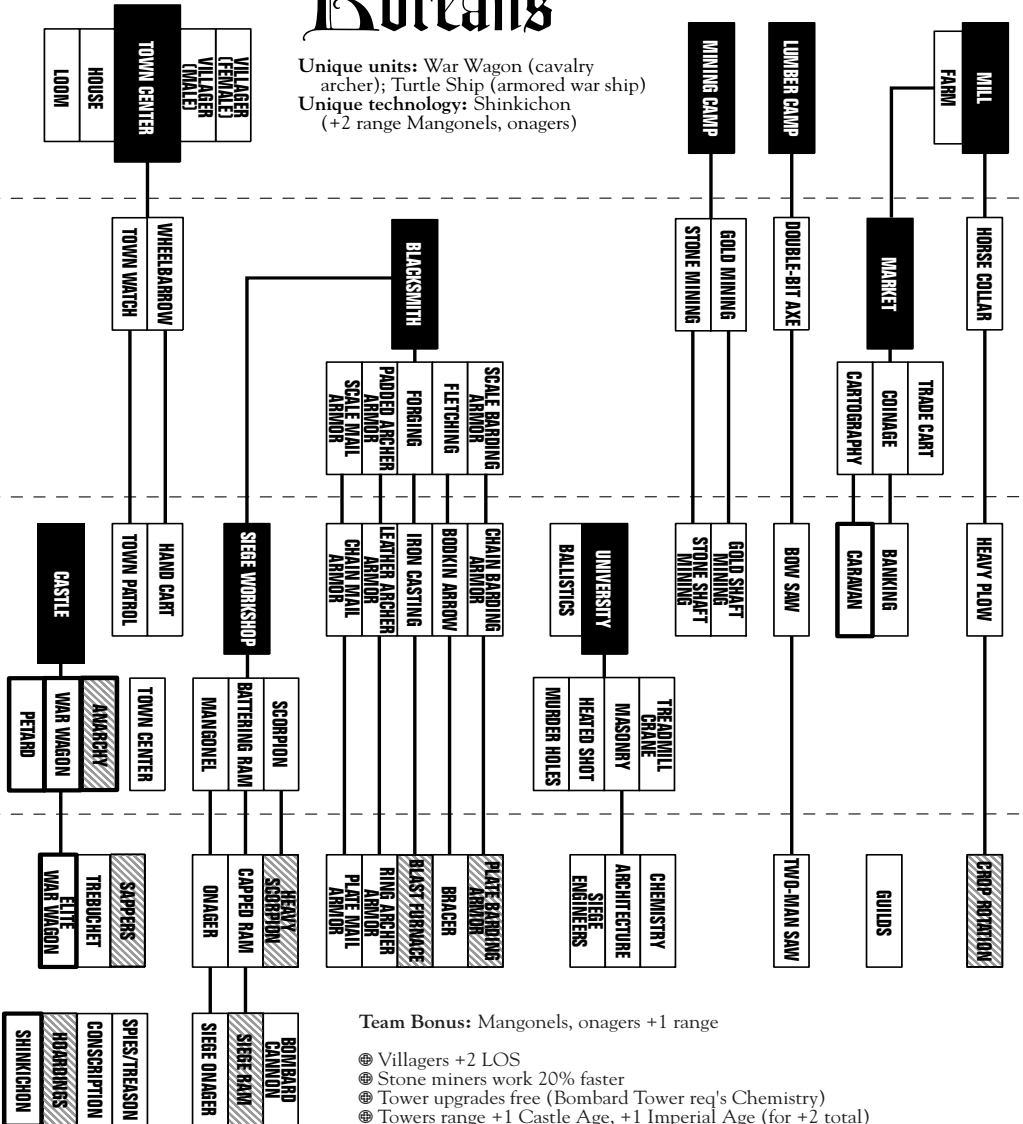 Koreans
Unique units: War Wagon (cavalry
archer); Turtle Ship (armored war ship)
Unique technology: Shinkichon
(+2 range Mangonels, onagers)
LOOM
HOUSE
TOWN CENTER
VILLAGER
(MALE)
VILLAGER
(FEMALE)
MINING CAMP
LUMBER CAMP
FARM
MILL
TOWN WATCH
WHEELBARROW
BLACKSMITH
STONE MINING
GOLD MINING
DOUBLE-BIT AXE
MARKET
HORSE COLLAR
SCALE MAIL
ARMOR
PADDED ARCHER
ARMOR
FORGING
FLETCHING
SCALE BARDING
ARMOR
CARTOGRAPHY
COINAGE
TRADE CART
CASTLE
TOWN PATROL
HAND CART
SIEGE WORKSHOP
CHAIN MAIL
ARMOR
LEATHER ARCHER
ARMOR
IRON CASTING
BODKIN ARROW
CHAIN BARDING
ARMOR
BALLISTICS
UNIVERSITY
STONE SHAFT
MINING
GOLD SHAFT
MINING
BOW SAW
CARAVAN
BANKING
HEAVY PLOW
PETARD
WAR WAGON
ANARCHY
TOWN CENTER
MANGONEL
BATTERING RAM
SCORPION
MURDER HOLES
HEATED SHOT
MASONRY
TREADMILL
CRANE
ELITE
WAR WAGON
TREBUCHET
SAPPERS
ONAGER
CAPPED RAM
HEAVY
SCORPION
PLATE MAIL
ARMOR
RING ARCHER
ARMOR
BLAST FURNACE
BRACER
PLATE BARDING
ARMOR
SIEGE
ENGINEERS
ARCHITECTURE
CHEMISTRY
TWO-MAN SAW
GUILDS
CROP ROTATION
SHINKICHON
HOARDINGS
CONSCRIPTION
SPIES/TREASON
SIEGE ONAGER
SIEGE RAM
BOMBARD
CANNON
Team Bonus: Mangonels, onagers +1 range
Villagers +2 LOS
Stone miners work 20% faster
Tower upgrades free (Bombard Tower req's Chemistry)
Towers range +1 Castle Age, +1 Imperial Age (for +2 total)